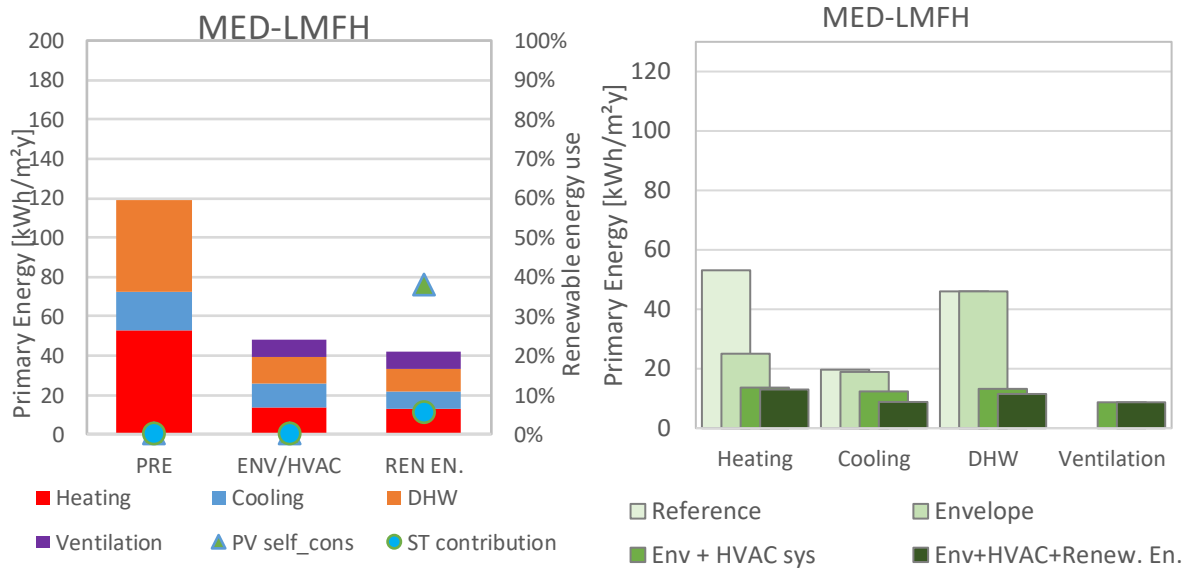 MED-LMFH
Primary Energy [kWh/m²y]
200
180
160
140
120
100
80
60
40
20
0
100%
90%
80%
70%
60%
50%
40%
30%
20%
10%
0%
Renewable energy use
PRE ENV/HVAC REN EN.
Heating Cooling DHW
Ventilation PV self_cons ST contribution
MED-LMFH
Primary Energy [kWh/m²y]
120
100
80
60
40
20
0
Heating Cooling DHW Ventilation
Reference Envelope
Env + HVAC sys Env+HVAC+Renew. En.